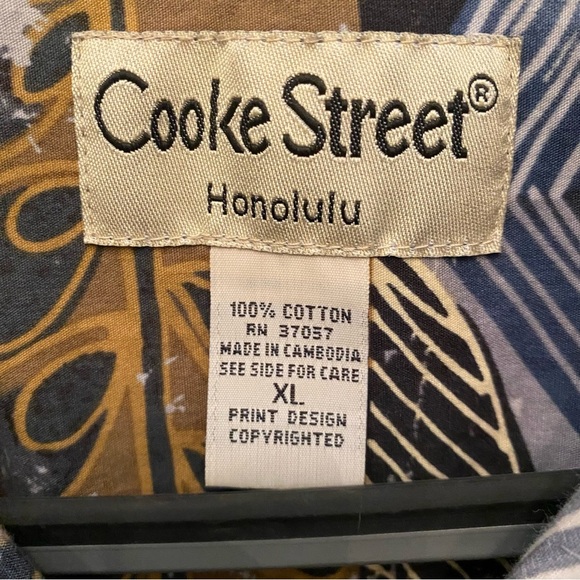 Cooke Street®
Honolulu
100% COTTON
RN 37057
MADE IN CAMBODIA
SEE SIDE FOR CARE
XL
PRINT DESIGN
COPYRIGHTED